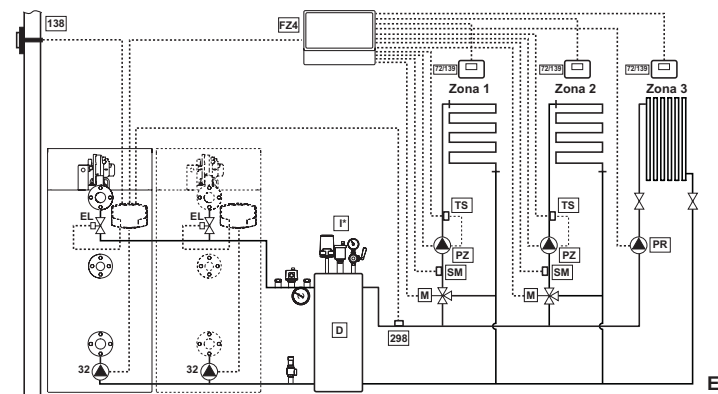 138
FZ4
72/139
72/139
72/139
Zona 1
Zona 2
Zona 3
TS
TS
EL
EL
I*
PZ
PZ
PR
SM
SM
M
M
D
298
32
32
E